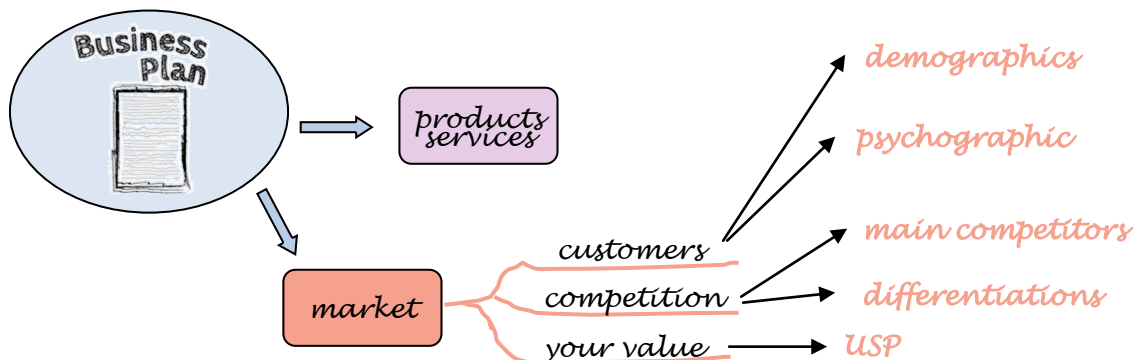 Business
Plan
products
services
market
customers
competition
your value
demographics
psychographic
main competitors
differentiations
USP